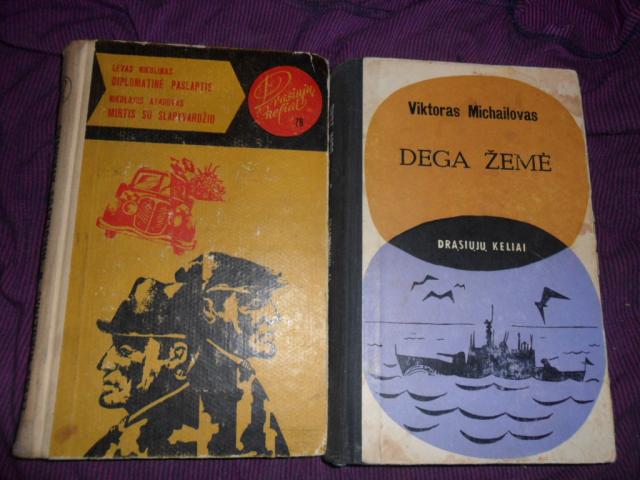 LEVAS NIKULINAS
DIPLOMATINĖ PASLAPTIS
NIKOLAJUS ATAROVAS
MIRTIS SU SLAPYVARDŽIU
Drąsiųjų
keliai
78
Viktoras Michailovas
DEGA ŽEMĖ
DRĄSIŲJŲ KELIAI